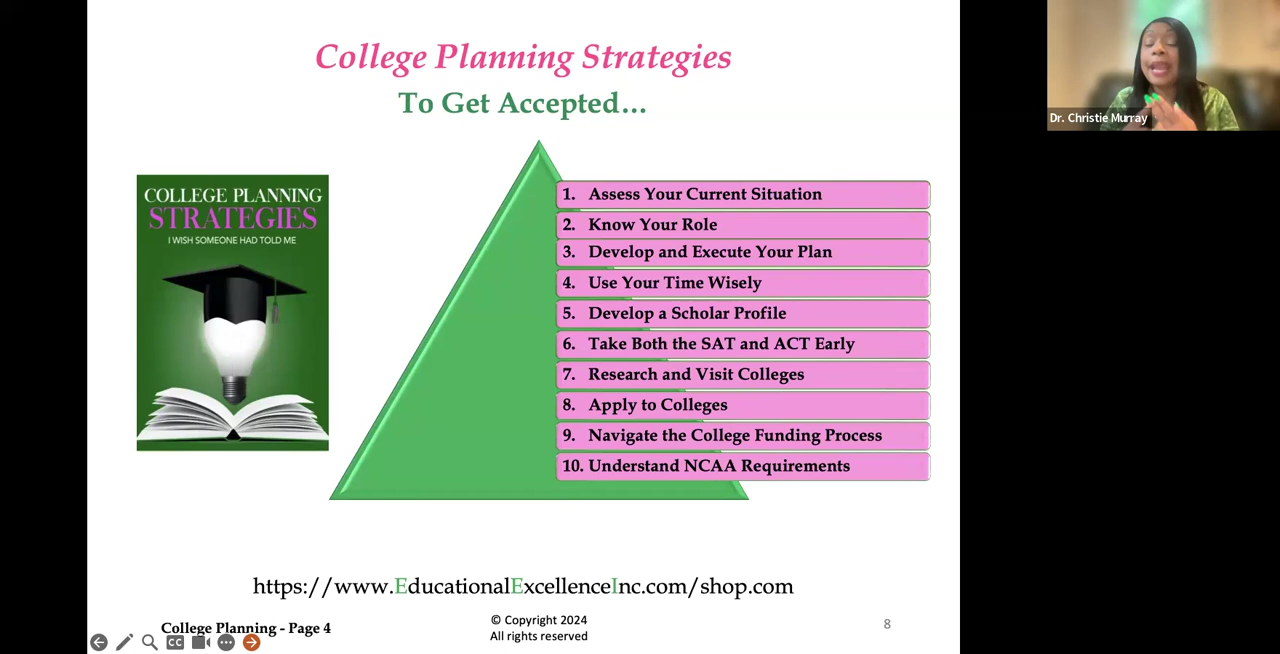 College Planning Strategies
To Get Accepted...
COLLEGE PLANNING
STRATEGIES
I WISH SOMEONE HAD TOLD ME
1. Assess Your Current Situation
2. Know Your Role
3. Develop and Execute Your Plan
4. Use Your Time Wisely
5. Develop a Scholar Profile
6. Take Both the SAT and ACT Early
7. Research and Visit Colleges
8. Apply to Colleges
9. Navigate the College Funding Process
10. Understand NCAA Requirements
https://www.EducationalExcellenceInc.com/shop.com
College Planning - Page 4
© Copyright 2024
All rights reserved
8
CC
Dr. Christie Murray